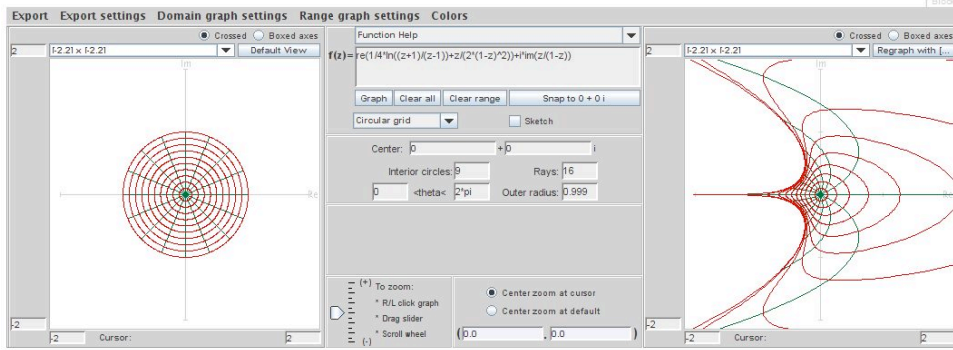 Export Export settings Domain graph settings Range graph settings Colors
Crossed Boxed axes
2 [-2.2] x [-2.2] Default View
Im
Re
-2
-2 Cursor: 2
Function Help
f(z)= re(1/4*ln((z+1)/(z-1))+z/(2*(1-z)^2))+i*im(z/(1-z))
Graph Clear all Clear range Snap to 0 + 0 i
Circular grid Sketch
Center: 0 + 0 i
Interior circles: 9 Rays: 16
0 <theta< 2*pi Outer radius: 0.999
(+) To zoom:
* R/L click graph
* Drag slider
* Scroll wheel
(-)
Center zoom at cursor
Center zoom at default
( 0.0 , 0.0 )
Crossed Boxed axes
2 [-2.2] x [-2.2] Regraph with [...
Im
Re
-2
-2 Cursor: 2